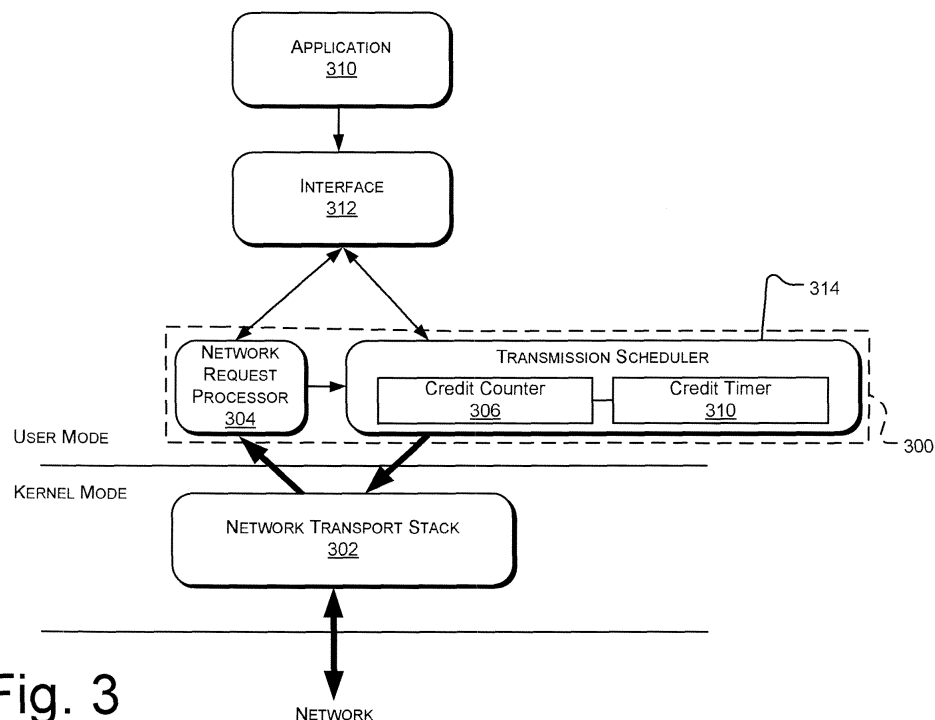 APPLICATION
310
INTERFACE
312
314
NETWORK
REQUEST
PROCESSOR
304
TRANSMISSION SCHEDULER
Credit Counter
306
Credit Timer
310
300
USER MODE
KERNEL MODE
NETWORK TRANSPORT STACK
302
Fig. 3
NETWORK